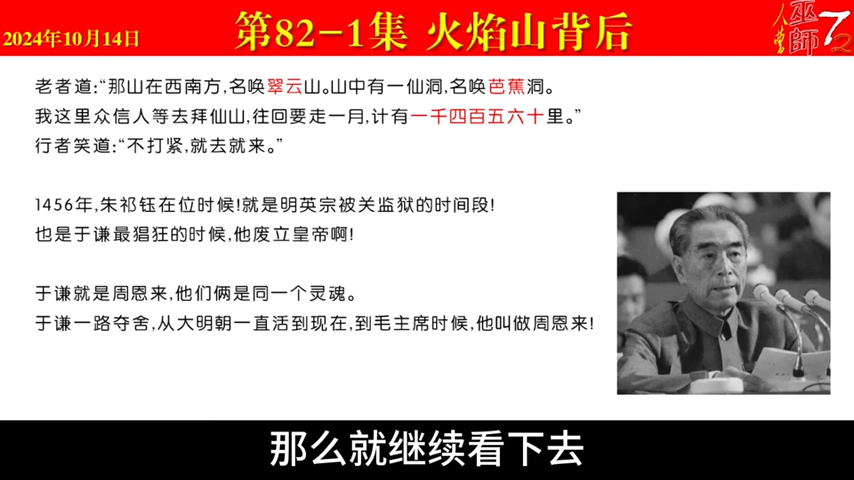 2024年10月14日
第82-1集 火焰山背后
巫師
人曹
72
老者道:“那山在西南方,名唤翠云山。山中有一仙洞,名唤芭蕉洞。
我这里众信人等去拜仙山,往回要走一月,计有一千四百五六十里。”
行者笑道:“不打紧,就去就来。”
1456年,朱祁钰在位时候!就是明英宗被关监狱的时间段!
也是于谦最猖狂的时候,他废立皇帝啊!
于谦就是周恩来,他们俩是同一个灵魂。
于谦一路夺舍,从大明朝一直活到现在,到毛主席时候,他叫做周恩来!
那么就继续看下去